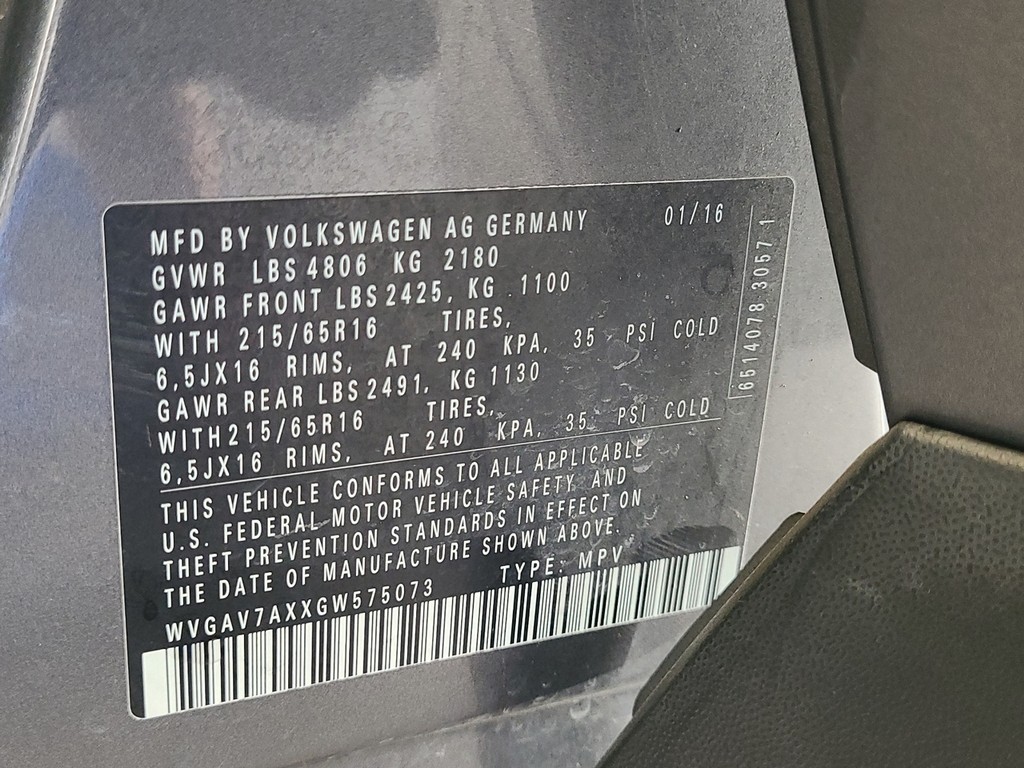 MFD BY VOLKSWAGEN AG GERMANY 01/16
GVWR LBS 4806 KG 2180
GAWR FRONT LBS 2425, KG 1100
WITH 215/65R16 TIRES,
6,5JX16 RIMS, AT 240 KPA, 35 PSI COLD
GAWR REAR LBS 2491, KG 1130
WITH 215/65R16 TIRES,
6,5JX16 RIMS, AT 240 KPA, 35 PSI COLD
THIS VEHICLE CONFORMS TO ALL APPLICABLE
U.S. FEDERAL MOTOR VEHICLE SAFETY AND
THEFT PREVENTION STANDARDS IN EFFECT ON
THE DATE OF MANUFACTURE SHOWN ABOVE.
WVGAV7AXXGW575073 TYPE: MPV
6514078 3057 1